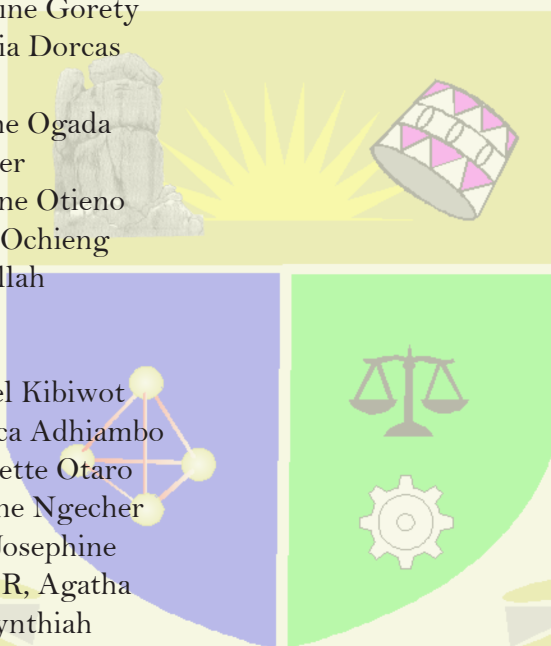 ine Gorety
ia Dorcas
ne Ogada
er
ne Otieno
Ochieng
llah
el Kibiwot
ca Adhiambo
ette Otaro
ne Ngecher
Josephine
R, Agatha
ynthiah